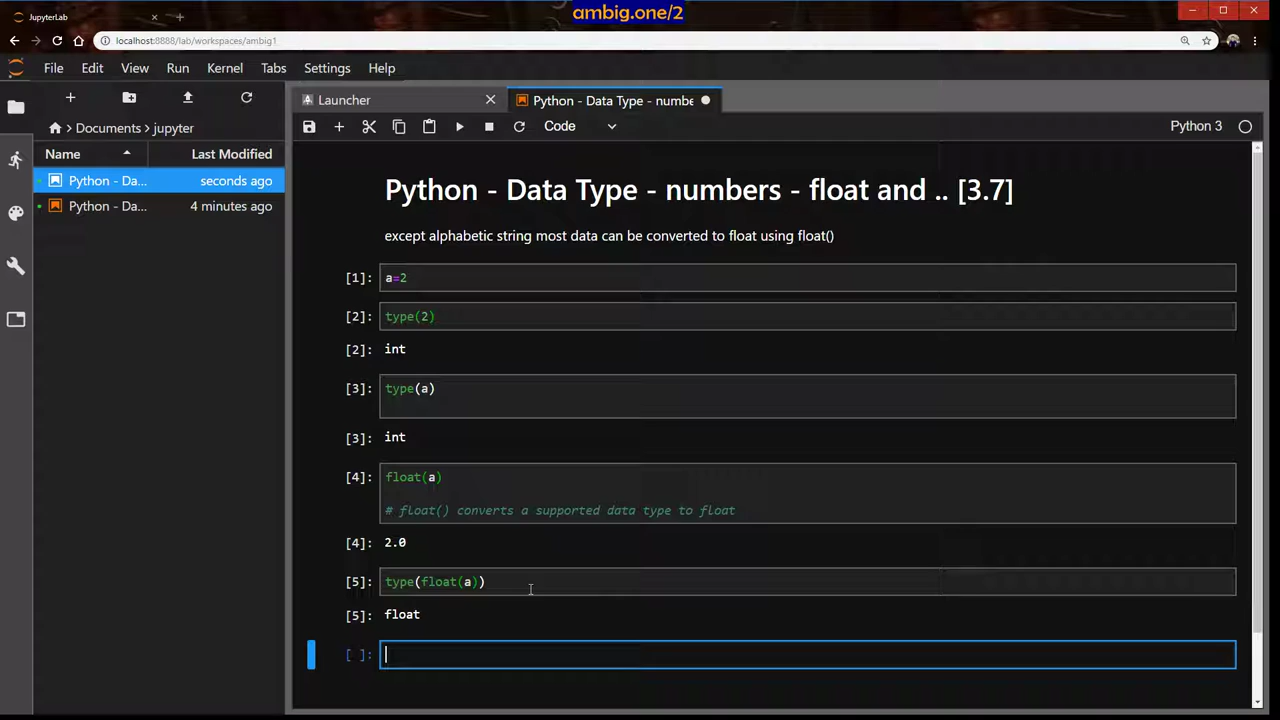 ambig.one/2
JupyterLab
localhost:8888/lab/workspaces/ambig1
File Edit View Run Kernel Tabs Settings Help
Launcher
Python - Data Type - numbe
Documents
jupyter
Code
Python 3
Name Last Modified
Python - Da... seconds ago
Python - Da... 4 minutes ago
Python - Data Type - numbers - float and .. [3.7]
except alphabetic string most data can be converted to float using float()
[1]: a=2
[2]: type(2)
[2]: int
[3]: type(a)
[3]: int
[4]: float(a)
# float() converts a supported data type to float
[4]: 2.0
[5]: type(float(a))
[5]: float
[ ]: